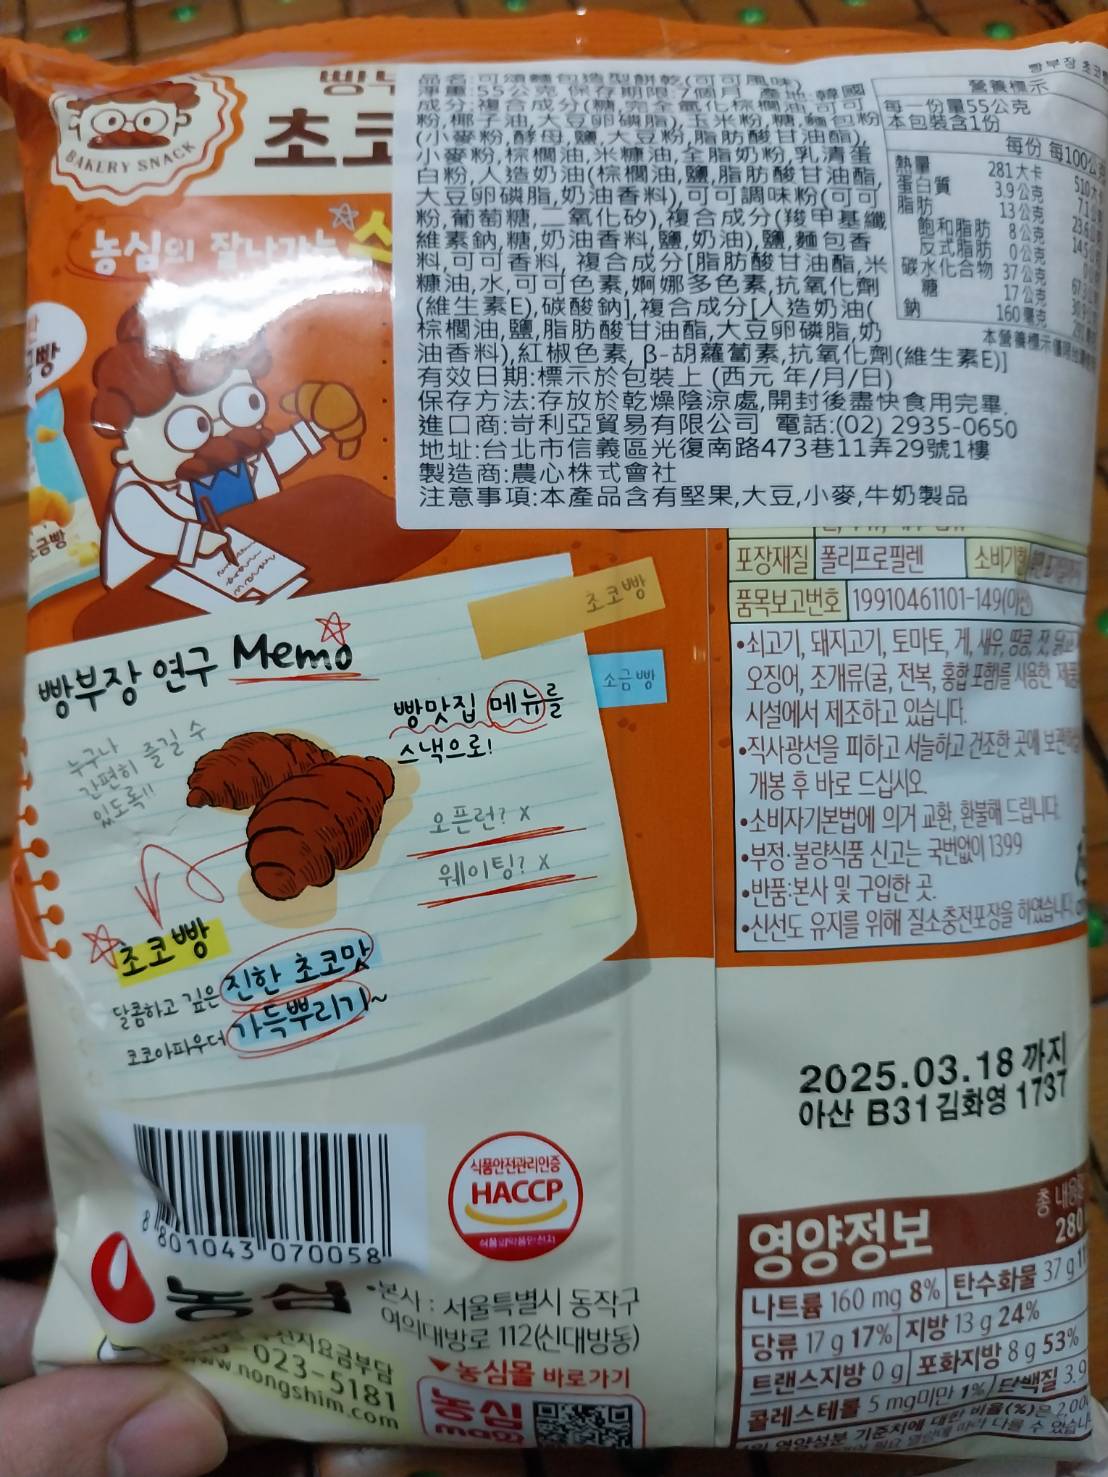 BAKERY SNACK
초코
농심의 잘나가는
품名:可頌麵包造型餅乾(可可風味)
淨重:55公克 保存期限:7個月 產地:韓國
成分:複合成分(糖,完全氫化棕櫚油,可可
粉,椰子油,大豆卵磷脂),玉米粉,糖,麵包粉
(小麥粉,酵母,鹽,大豆粉,脂肪酸甘油酯),
小麥粉,棕櫚油,米糠油,全脂奶粉,乳清蛋
白粉,人造奶油(棕櫚油,鹽,脂肪酸甘油酯,
大豆卵磷脂,奶油香料),可可調味粉(可可
粉,葡萄糖,二氧化矽),複合成分(羧甲基纖
維素鈉,糖,奶油香料,鹽,奶油),鹽,麵包香
料,可可香料, 複合成分[脂肪酸甘油酯,米
糠油,水,可可色素,婀娜多色素,抗氧化劑
(維生素E),碳酸鈉],複合成分[人造奶油(
棕櫚油,鹽,脂肪酸甘油酯,大豆卵磷脂,奶
油香料),紅椒色素, β-胡蘿蔔素,抗氧化劑(維生素E)]
有效日期:標示於包裝上 (西元 年/月/日)
保存方法:存放於乾燥陰涼處,開封後盡快食用完畢.
進口商:哿利亞貿易有限公司 電話:(02) 2935-0650
地址:台北市信義區光復南路473巷11弄29號1樓
製造商:農心株式會社
注意事項:本產品含有堅果,大豆,小麥,牛奶製品
營養標示
每一份量55公克
本包裝含1份
每份 每100公克
熱量 281大卡
蛋白質 3.9公克
脂肪 13公克
飽和脂肪 8公克
反式脂肪 0公克
碳水化合物 37公克
糖 17公克
鈉 160毫克
포장재질 폴리프로필렌
품목보고번호 19910461101-149(아산)
•쇠고기, 돼지고기, 토마토, 게, 새우, 땅콩, 잣,
오징어, 조개류(굴, 전복, 홍합 포함)를 사용한
시설에서 제조하고 있습니다.
•직사광선을 피하고 서늘하고 건조한 곳에
개봉 후 바로 드십시오.
•소비자기본법에 의거 교환, 환불해 드립니다.
•부정·불량식품 신고는 국번없이 1399
•반품:본사 및 구입한 곳.
•신선도 유지를 위해 질소충전포장을 하였습니다.
초코빵
소금빵
빵부장 연구 Memo
누구나
간편히 즐길 수
있도록!!
빵맛집 메뉴를
스낵으로!
오픈런? X
웨이팅? X
초코빵
달콤하고 깊은 진한 초코맛
코코아파우더 가득뿌리기~
2025.03.18 까지
아산 B31김화영 1737
8 801043 070058
식품안전관리인증
HACCP
농심
•본사 : 서울특별시 동작구
여의대방로 112(신대방동)
023-5181
www.nongshim.com
▼농심몰 바로가기
농심
영양정보
나트륨 160 mg 8% 탄수화물 37 g
당류 17 g 17% 지방 13 g 24%
트랜스지방 0 g 포화지방 8 g 53%
콜레스테롤 5 mg미만 1% 단백질 3.9